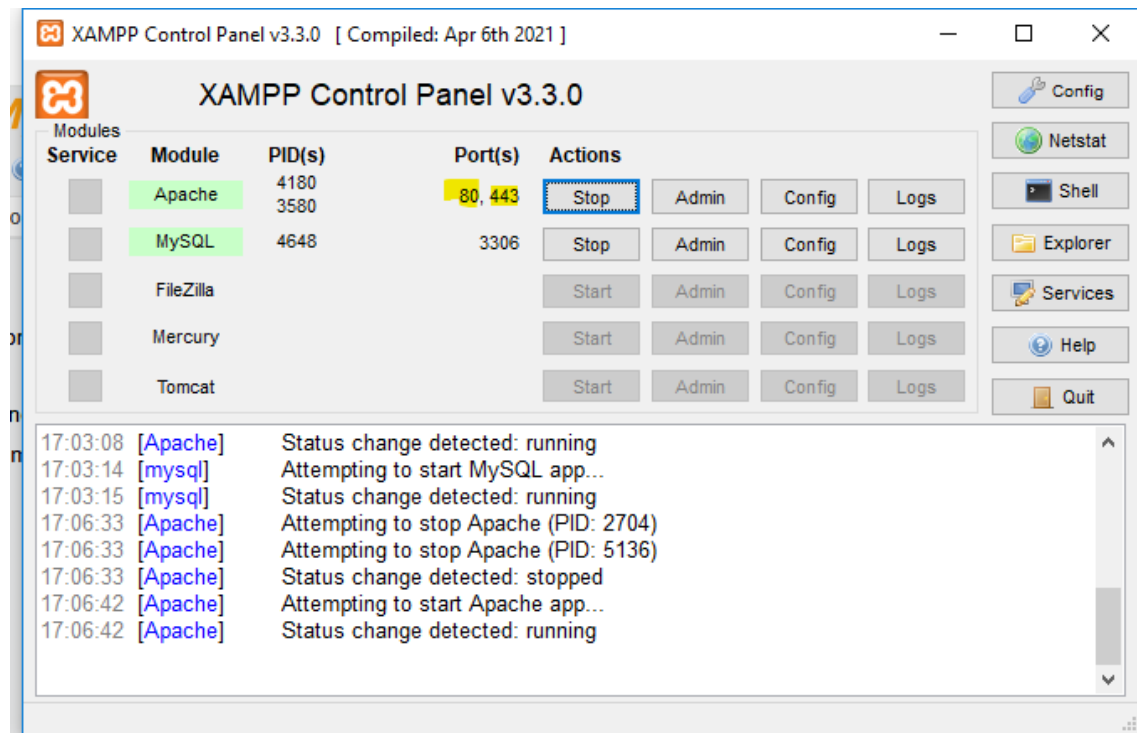 XAMPP Control Panel v3.3.0 [ Compiled: Apr 6th 2021 ]
XAMPP Control Panel v3.3.0
Config
Modules
Service Module PID(s) Port(s) Actions
Netstat
Apache 4180 3580 80, 443 Stop Admin Config Logs
Shell
MySQL 4648 3306 Stop Admin Config Logs
Explorer
FileZilla Start Admin Config Logs
Services
Mercury Start Admin Config Logs
Help
Tomcat Start Admin Config Logs
Quit
17:03:08 [Apache] Status change detected: running
17:03:14 [mysql] Attempting to start MySQL app...
17:03:15 [mysql] Status change detected: running
17:06:33 [Apache] Attempting to stop Apache (PID: 2704)
17:06:33 [Apache] Attempting to stop Apache (PID: 5136)
17:06:33 [Apache] Status change detected: stopped
17:06:42 [Apache] Attempting to start Apache app...
17:06:42 [Apache] Status change detected: running